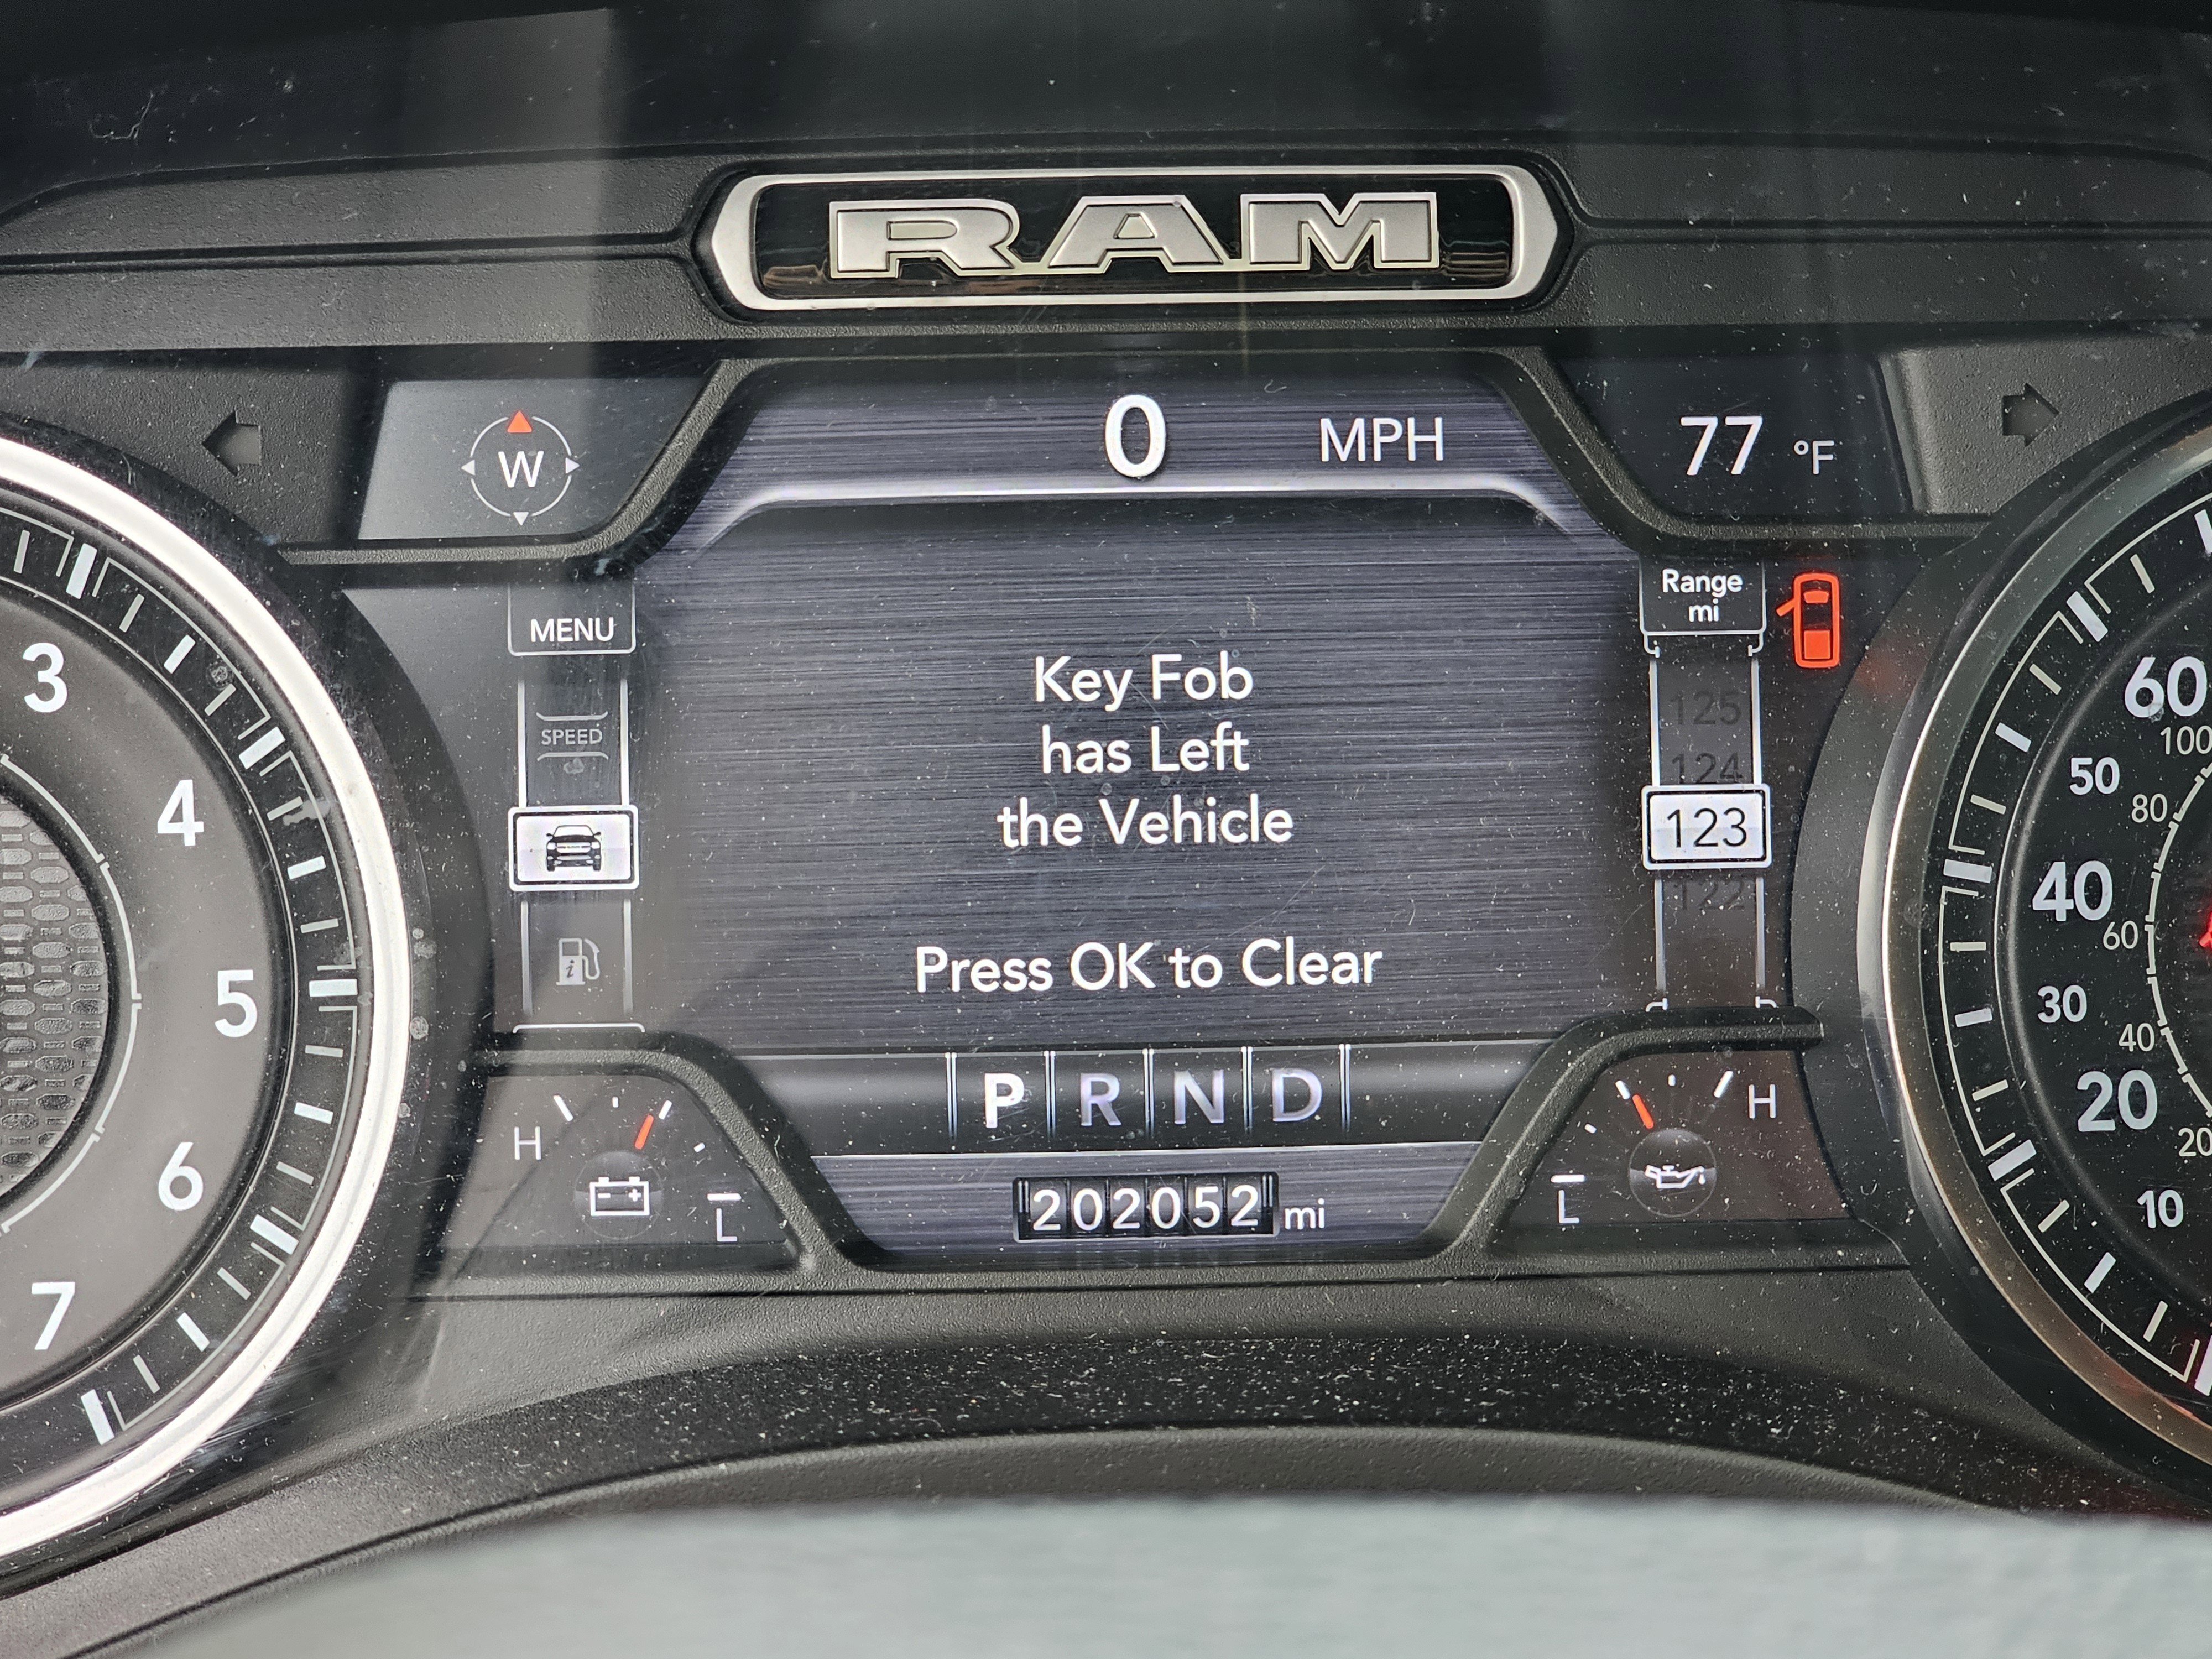 RAM
W
0 MPH
77 °F
MENU
Range
mi
SPEED
125
124
123
122
Key Fob
has Left
the Vehicle
Press OK to Clear
i
P R N D
202052 mi
H
L
H
L
3
4
5
6
7
60
50
40
30
20
10
100
80
60
40
20